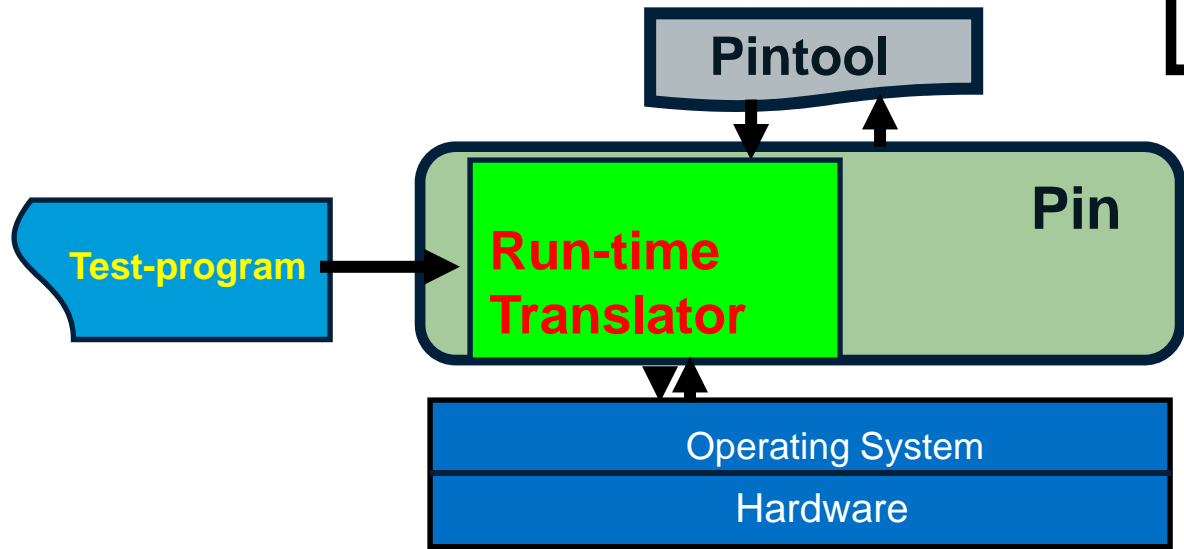 Pintool
Pin
Test-program
Run-time
Translator
Operating System
Hardware